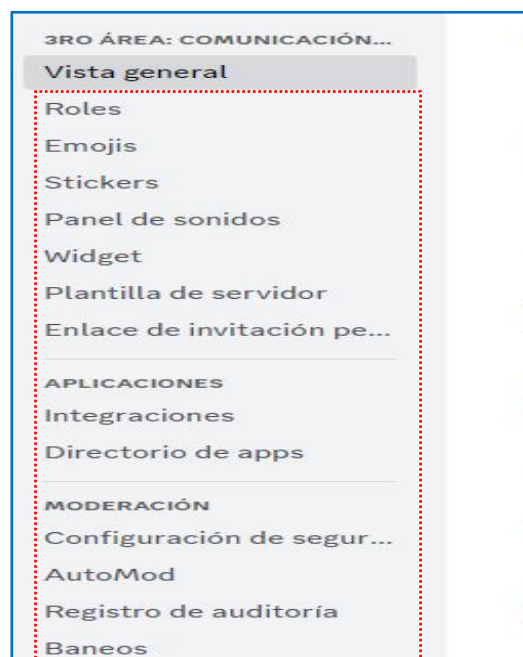 3RO ÁREA: COMUNICACIÓN...
Vista general
Roles
Emojis
Stickers
Panel de sonidos
Widget
Plantilla de servidor
Enlace de invitación pe...
APLICACIONES
Integraciones
Directorio de apps
MODERACIÓN
Configuración de segur...
AutoMod
Registro de auditoría
Baneos